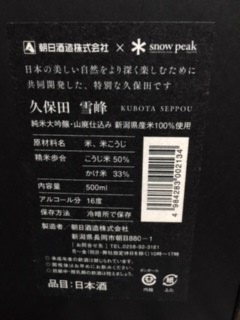 朝日酒造株式会社 × snow peak
日本の美しい自然をより深く楽しむために
共同開発した、特別な久保田。
久保田 雪峰 KUBOTA SEPPOU
純米大吟醸・山廃仕込み 新潟県産米100%使用
原材料名 米、米こうじ
精米歩合 こうじ米 50%
かけ米 33%
内容量 500ml
アルコール分 16度
保存方法 冷暗所で保存
製造者 朝日酒造株式会社
新潟県長岡市朝日880-1
品目:日本酒
4 984283 002134